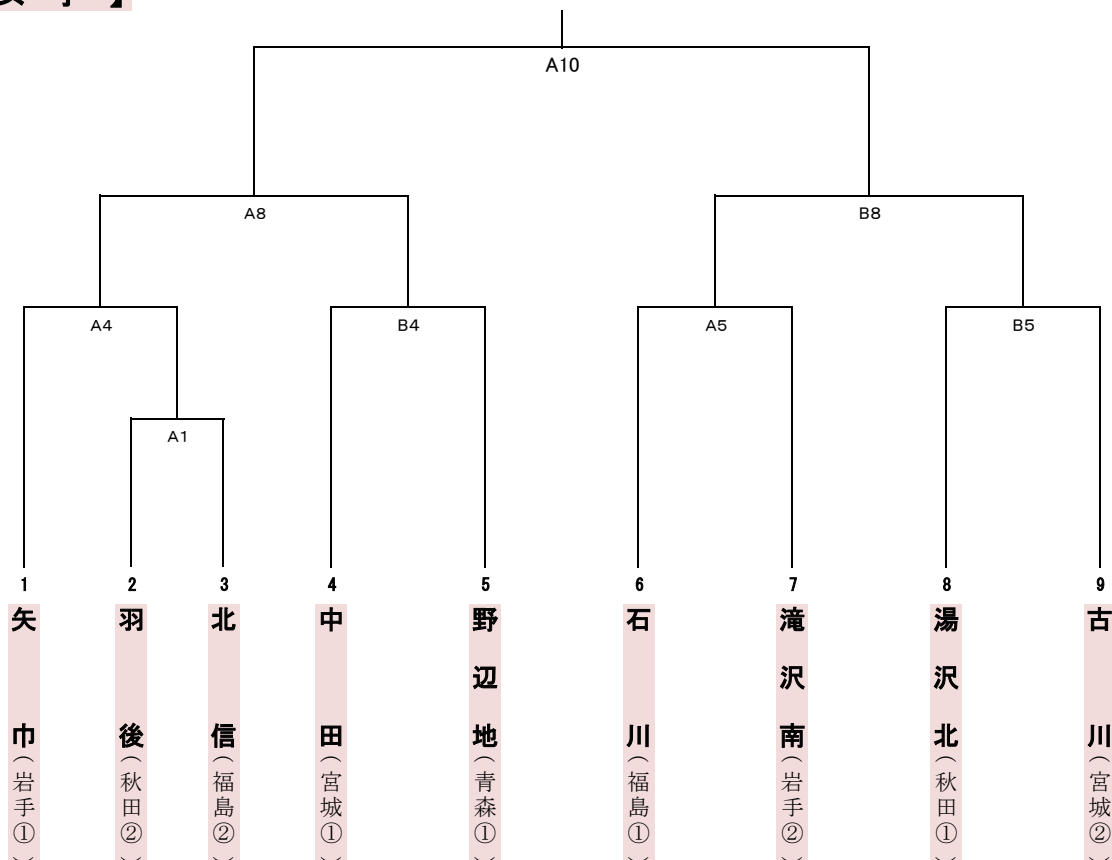 A10
A8
B8
A4
B4
A5
B5
A1
1
2
3
4
5
6
7
8
9
矢巾（岩手①）
羽後（秋田②）
北信（福島②）
中田（宮城①）
野辺地（青森①）
石川（福島①）
滝沢南（岩手②）
湯沢北（秋田①）
古川（宮城②）